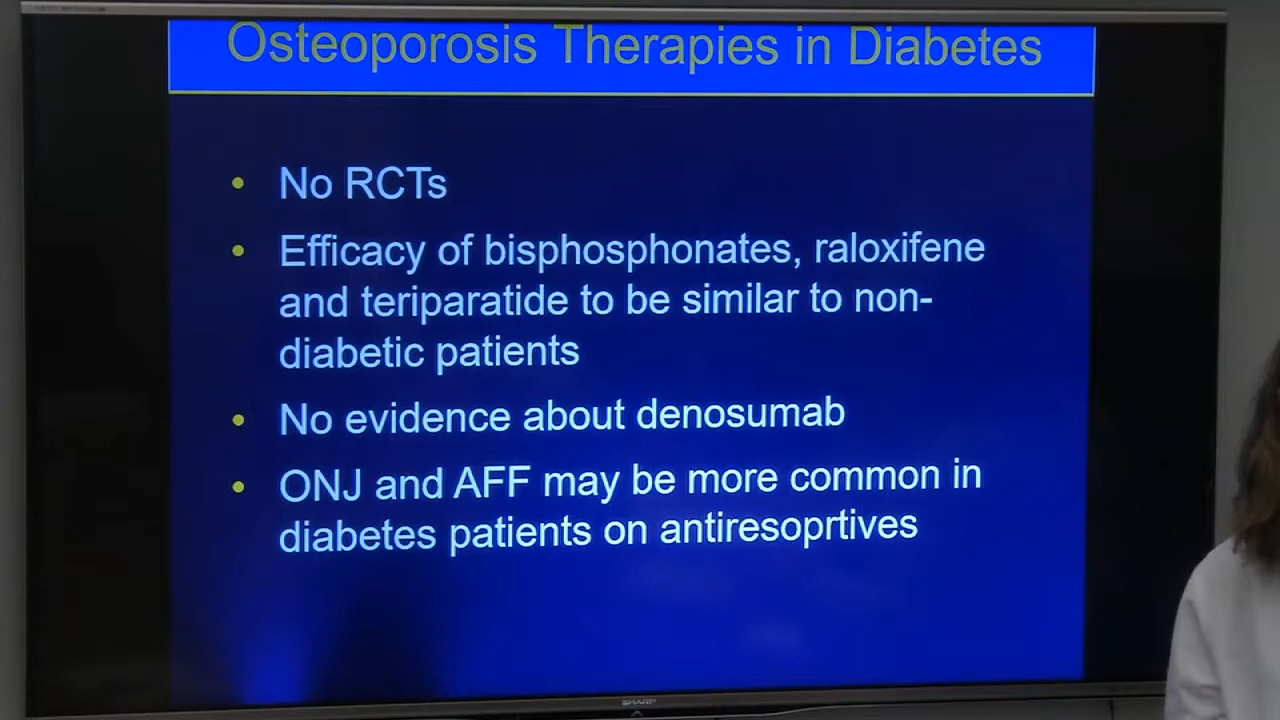 Osteoporosis Therapies in Diabetes
• No RCTs
• Efficacy of bisphosphonates, raloxifene
and teriparatide to be similar to non-
diabetic patients
• No evidence about denosumab
• ONJ and AFF may be more common in
diabetes patients on antiresoprtives
SHARP